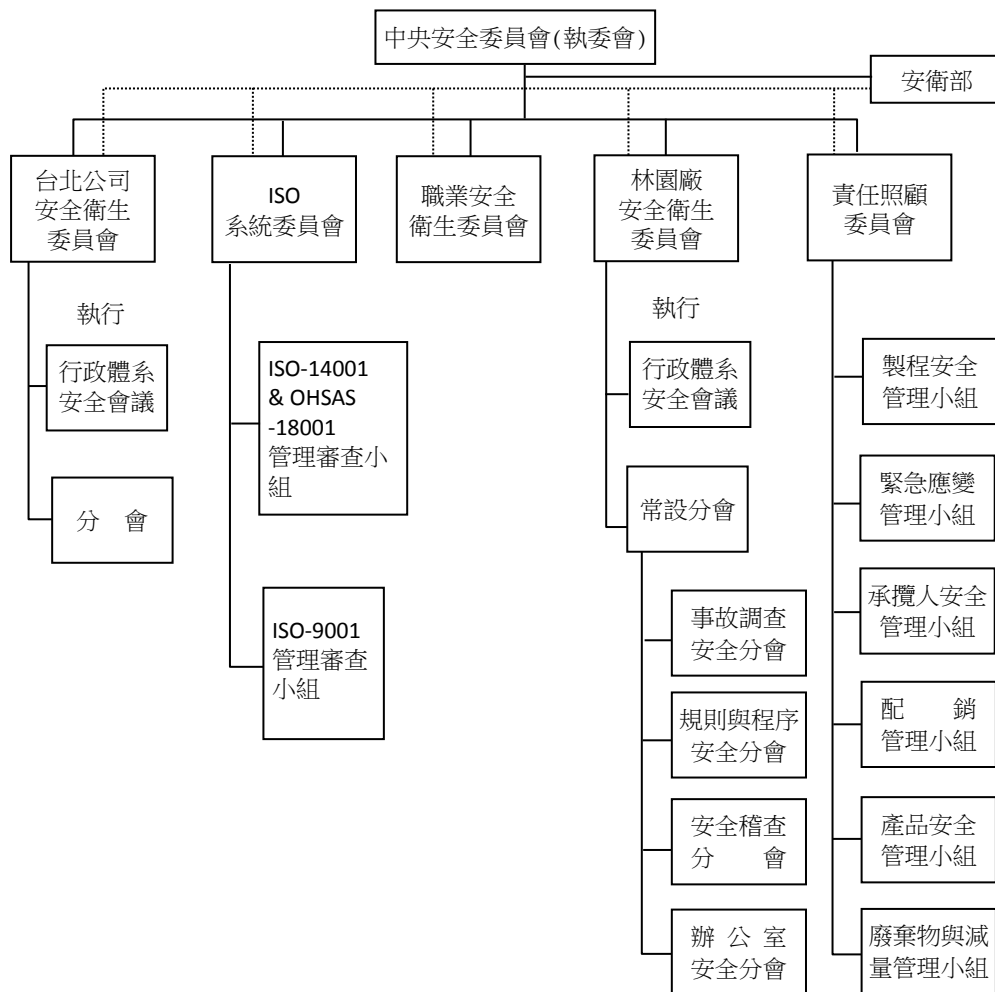 中央安全委員會(執委會)
安衛部
台北公司
安全衛生
委員會
ISO
系統委員會
職業安全
衛生委員會
林園廠
安全衛生
委員會
責任照顧
委員會
執行
行政體系
安全會議
分 會
ISO-14001
& OHSAS
-18001
管理審查小
組
ISO-9001
管理審查
小組
執行
行政體系
安全會議
常設分會
事故調查
安全分會
規則與程序
安全分會
安全稽查
分 會
辦 公 室
安全分會
製程安全
管理小組
緊急應變
管理小組
承攬人安全
管理小組
配 銷
管理小組
產品安全
管理小組
廢棄物與減
量管理小組